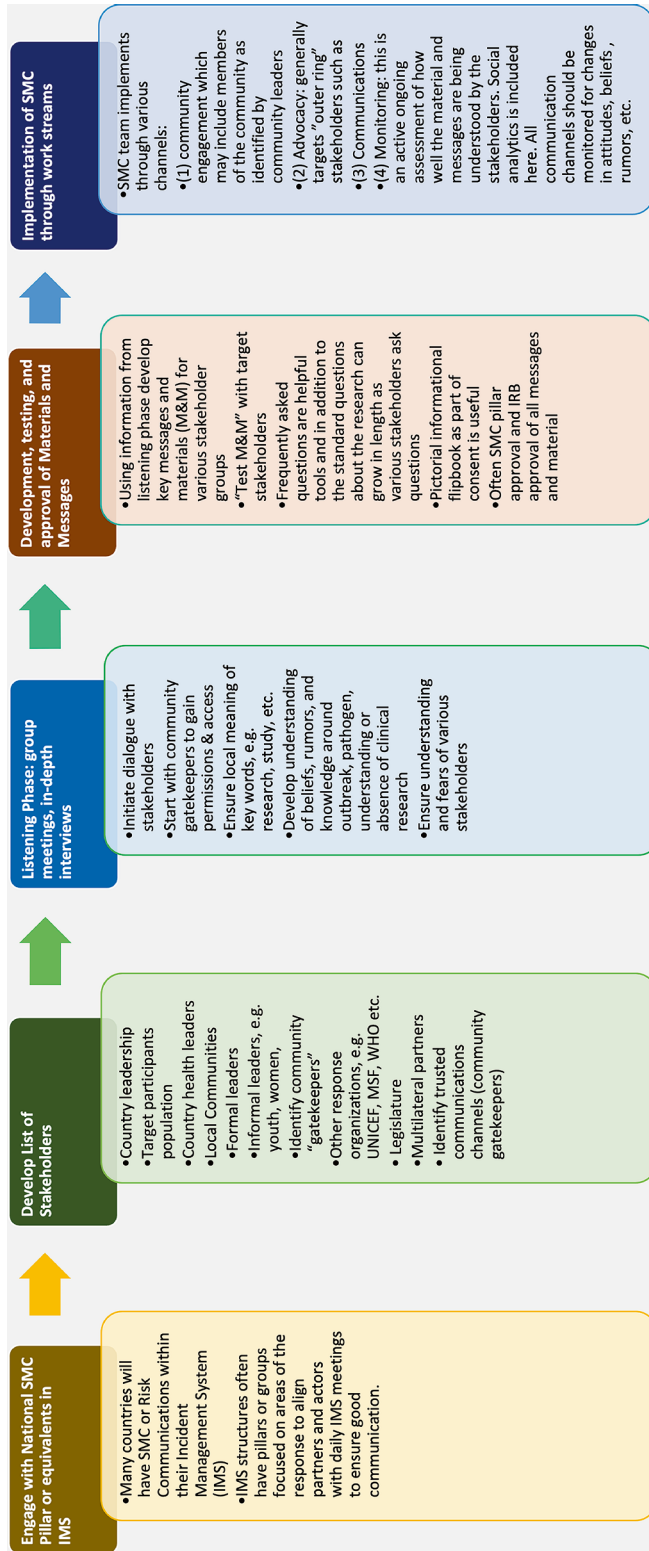 Engage with National SMC
Pillar or equivalents in
IMS
•Many countries will
have SMC or Risk
Communications within
their Incident
Management System
(IMS)
•IMS structures often
have pillars or groups
focused on areas of the
response to align
partners and actors
with daily IMS meetings
to ensure good
communication.
Develop List of
Stakeholders
•Country leadership
•Target participants
population
•Country health leaders
•Local Communities
•Formal leaders
•Informal leaders, e.g.
youth, women,
•Identify community
"gatekeepers"
•Other response
organizations, e.g.
UNICEF, MSF, WHO etc.
• Legislature
•Multilateral partners
• Identify trusted
communications
channels (community
gatekeepers)
Listening Phase: group
meetings, in-depth
interviews
•Initiate dialogue with
stakeholders
•Start with community
gatekeepers to gain
permissions & access
•Ensure local meaning of
key words, e.g.
research, study, etc.
•Develop understanding
of beliefs, rumors, and
knowledge around
outbreak, pathogen,
understanding or
absence of clinical
research
•Ensure understanding
and fears of various
stakeholders
Development, testing, and
approval of Materials and
Messages
•Using information from
listening phase develop
key messages and
materials (M&M) for
various stakeholder
groups
•"Test M&M" with target
stakeholders
•Frequently asked
questions are helpful
tools and in addition to
the standard questions
about the research can
grow in length as
various stakeholders ask
questions
•Pictorial informational
flipbook as part of
consent is useful
•Often SMC pillar
approval and IRB
approval of all messages
and material
Implementation of SMC
through work streams
•SMC team implements
through various
channels:
•(1) community
engagement which
may include members
of the community as
identified by
community leaders
•(2) Advocacy: generally
targets "outer ring"
stakeholders such as
•(3) Communications
•(4) Monitoring: this is
an active ongoing
assessment of how
well the material and
messages are being
understood by the
stakeholders. Social
analytics is included
here. All
communication
channels should be
monitored for changes
in attitudes, beliefs ,
rumors, etc.